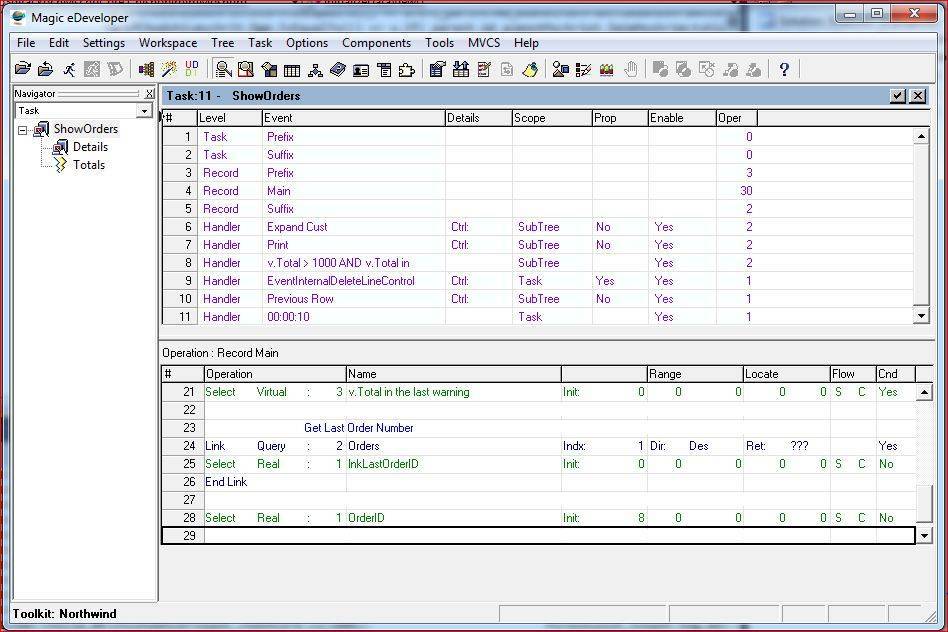 Magic eDeveloper
File Edit Settings Workspace Tree Task Options Components Tools MVCS Help
Navigator
Task
ShowOrders
Details
Totals
Task:11 - ShowOrders
# Level Event Details Scope Prop Enable Oper
1 Task Prefix 0
2 Task Suffix 0
3 Record Prefix 3
4 Record Main 30
5 Record Suffix 2
6 Handler Expand Cust Ctrl: SubTree No Yes 2
7 Handler Print Ctrl: SubTree No Yes 2
8 Handler v.Total > 1000 AND v.Total in SubTree Yes 2
9 Handler EventInternalDeleteLineControl Ctrl: Task Yes Yes 1
10 Handler Previous Row Ctrl: SubTree No Yes 1
11 Handler 00:00:10 Task Yes 1
Operation : Record Main
# Operation Name Range Locate Flow Cnd
21 Select Virtual : 3 v.Total in the last warning Init: 0 0 0 0 0 S C Yes
22
23 Get Last Order Number
24 Link Query : 2 Orders Indx: 1 Dir: Des Ret: ??? Yes
25 Select Real : 1 lnkLastOrderID Init: 0 0 0 0 0 S C No
26 End Link
27
28 Select Real : 1 OrderID Init: 8 0 0 0 0 S C No
29
Toolkit: Northwind